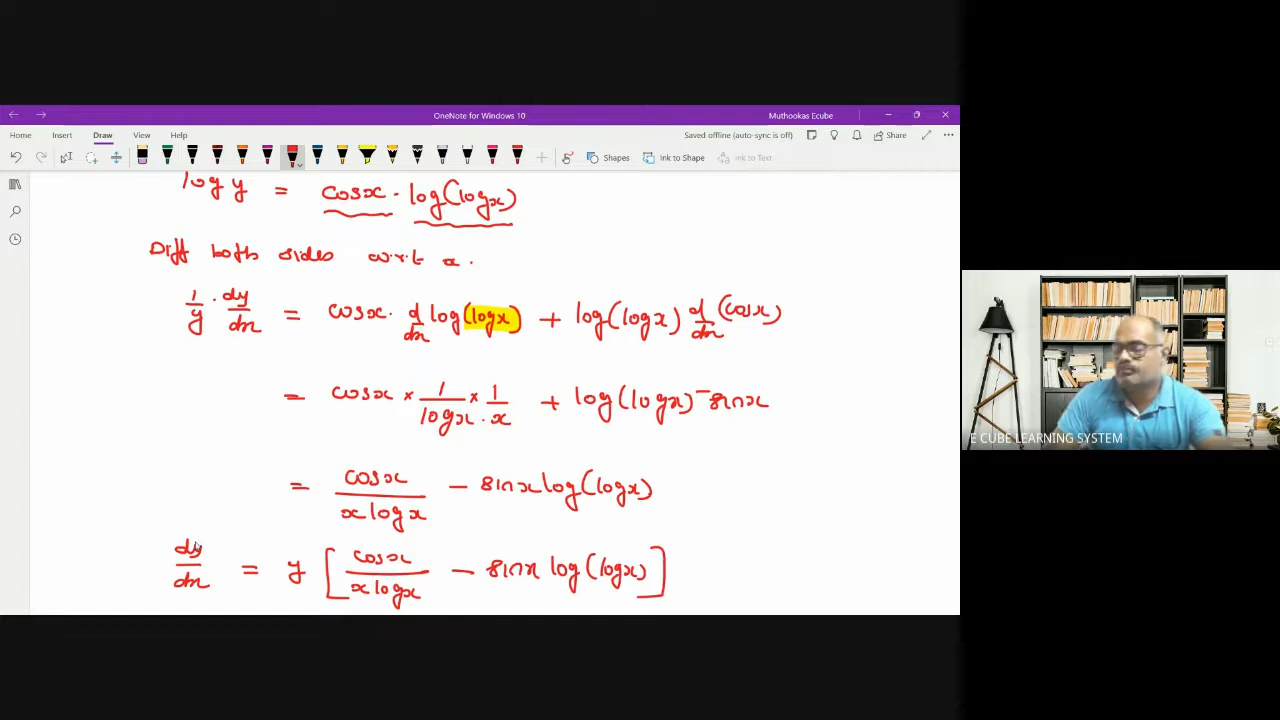 OneNote for Windows 10
Muthookas Ecube
Home Insert Draw View Help
Saved offline (auto-sync is off)
Share
Shapes
Ink to Shape
Ink to Text
log y = cosx · log(logx)
Diff both sides w.r.t x.
1/y · dy/dx = cosx · d/dx log(logx) + log(logx) d/dx (cosx)
= cosx × 1/logx × 1/x + log(logx) -sinx
= cosx/x logx - sinx log(logx)
dy/dx = y [cosx/x logx - sinx log(logx)]
E CUBE LEARNING SYSTEM